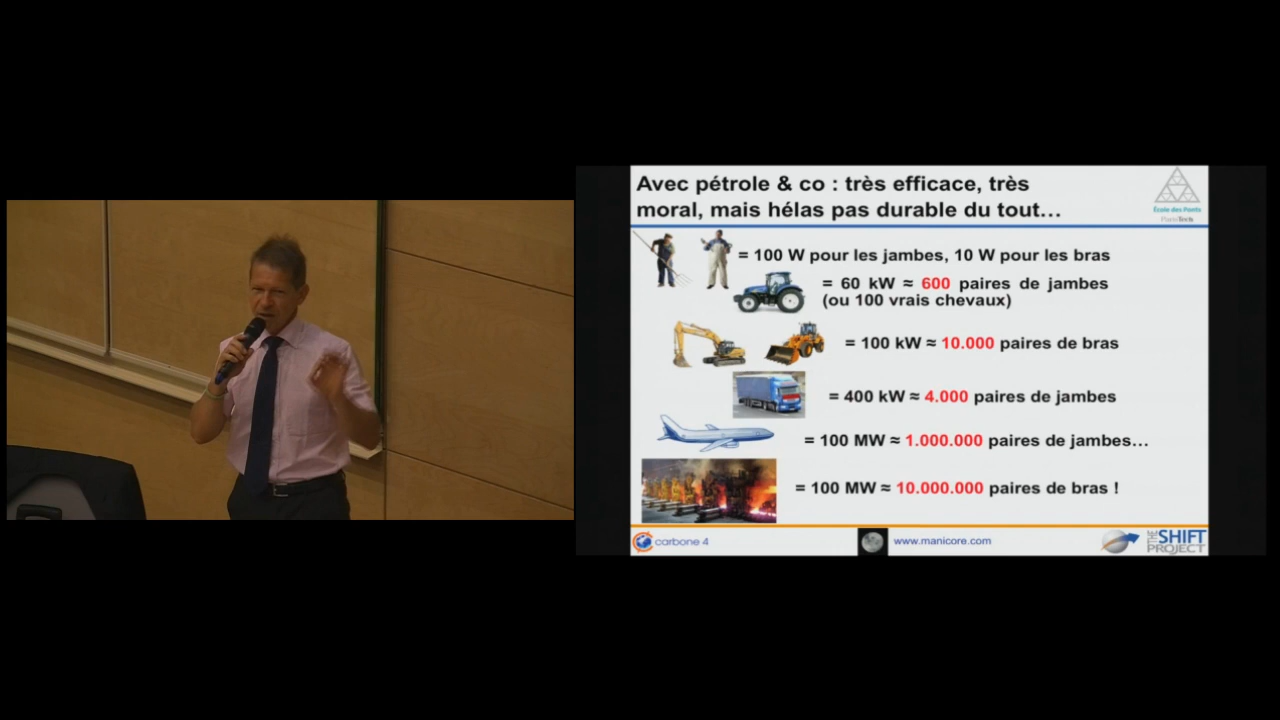 Avec pétrole & co : très efficace, très
moral, mais hélas pas durable du tout…
École des Ponts
ParisTech
= 100 W pour les jambes, 10 W pour les bras
= 60 kW ≈ 600 paires de jambes
(ou 100 vrais chevaux)
= 100 kW ≈ 10.000 paires de bras
= 400 kW ≈ 4.000 paires de jambes
= 100 MW ≈ 1.000.000 paires de jambes…
= 100 MW ≈ 10.000.000 paires de bras !
carbone 4
www.manicore.com
THE SHIFT
PROJECT